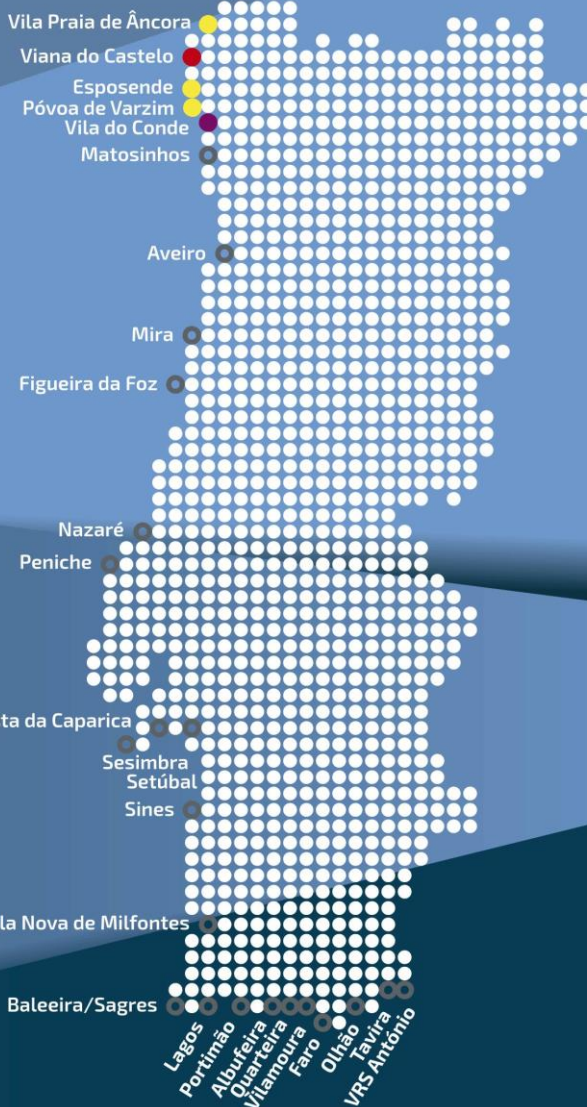 Vila Praia de Âncora
Viana do Castelo
Esposende
Póvoa de Varzim
Vila do Conde
Matosinhos
Aveiro
Mira
Figueira da Foz
Nazaré
Peniche
ta da Caparica
Sesimbra
Setúbal
Sines
la Nova de Milfontes
Baleeira/Sagres
Lagos
Portimão
Albufeira
Quarteira
Vilamoura
Faro
Olhão
Tavira
VRS António